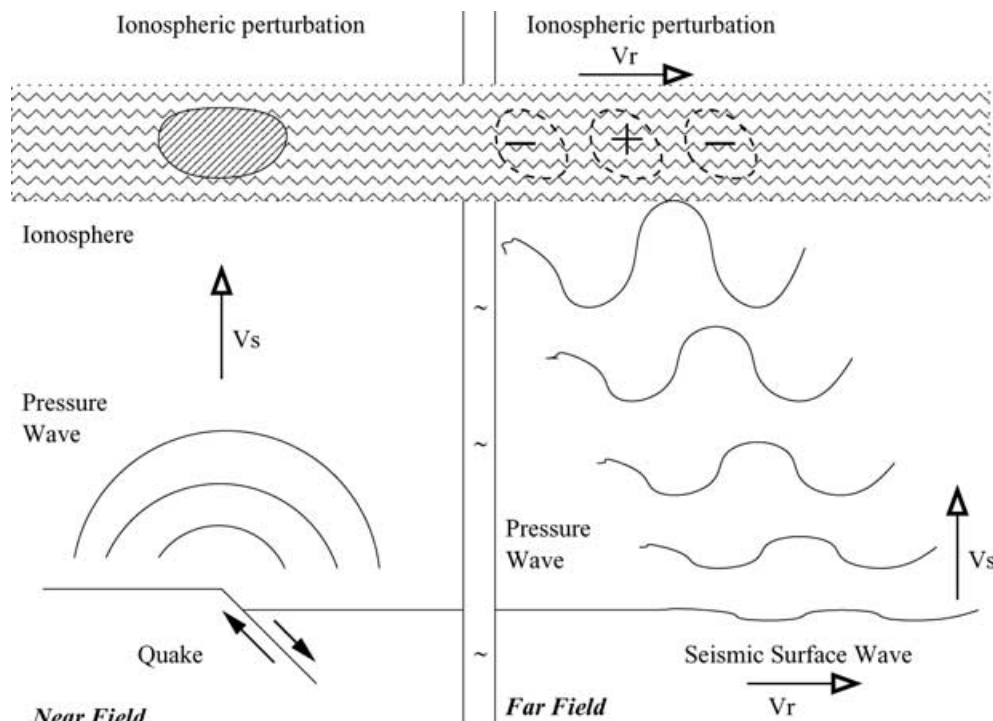 Ionospheric perturbation
Ionospheric perturbation
Vr
− + −
Ionosphere
Vs
Pressure
Wave
~
~
~
Pressure
Wave
Vs
Quake
Seismic Surface Wave
Vr
Near Field
Far Field